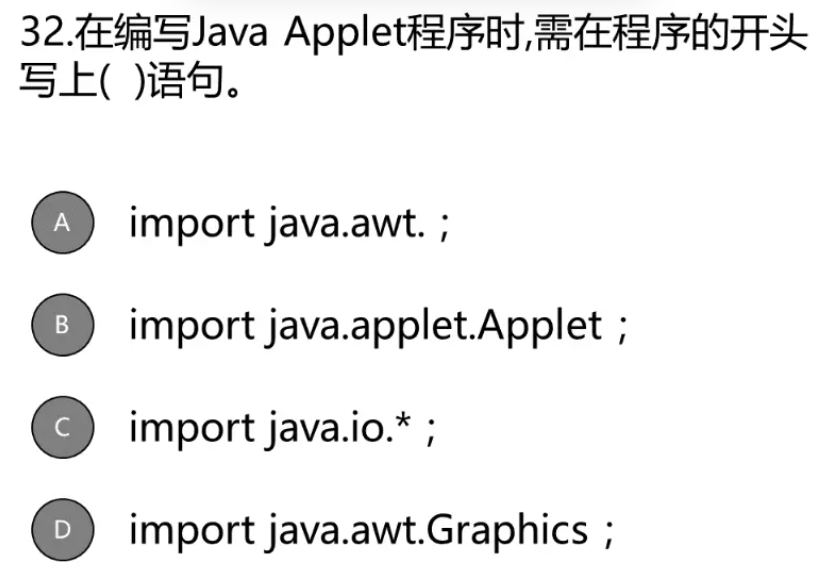 32.在编写Java Applet程序时,需在程序的开头
写上( )语句。
A import java.awt. ;
B import java.applet.Applet ;
C import java.io.* ;
D import java.awt.Graphics ;